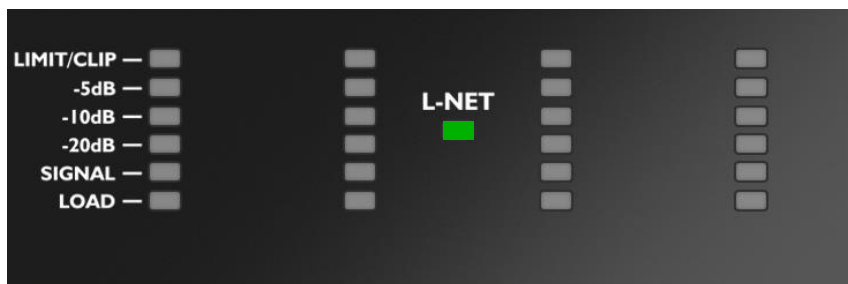 LIMIT/CLIP —
-5dB —
-10dB —
-20dB —
SIGNAL —
LOAD —
L-NET